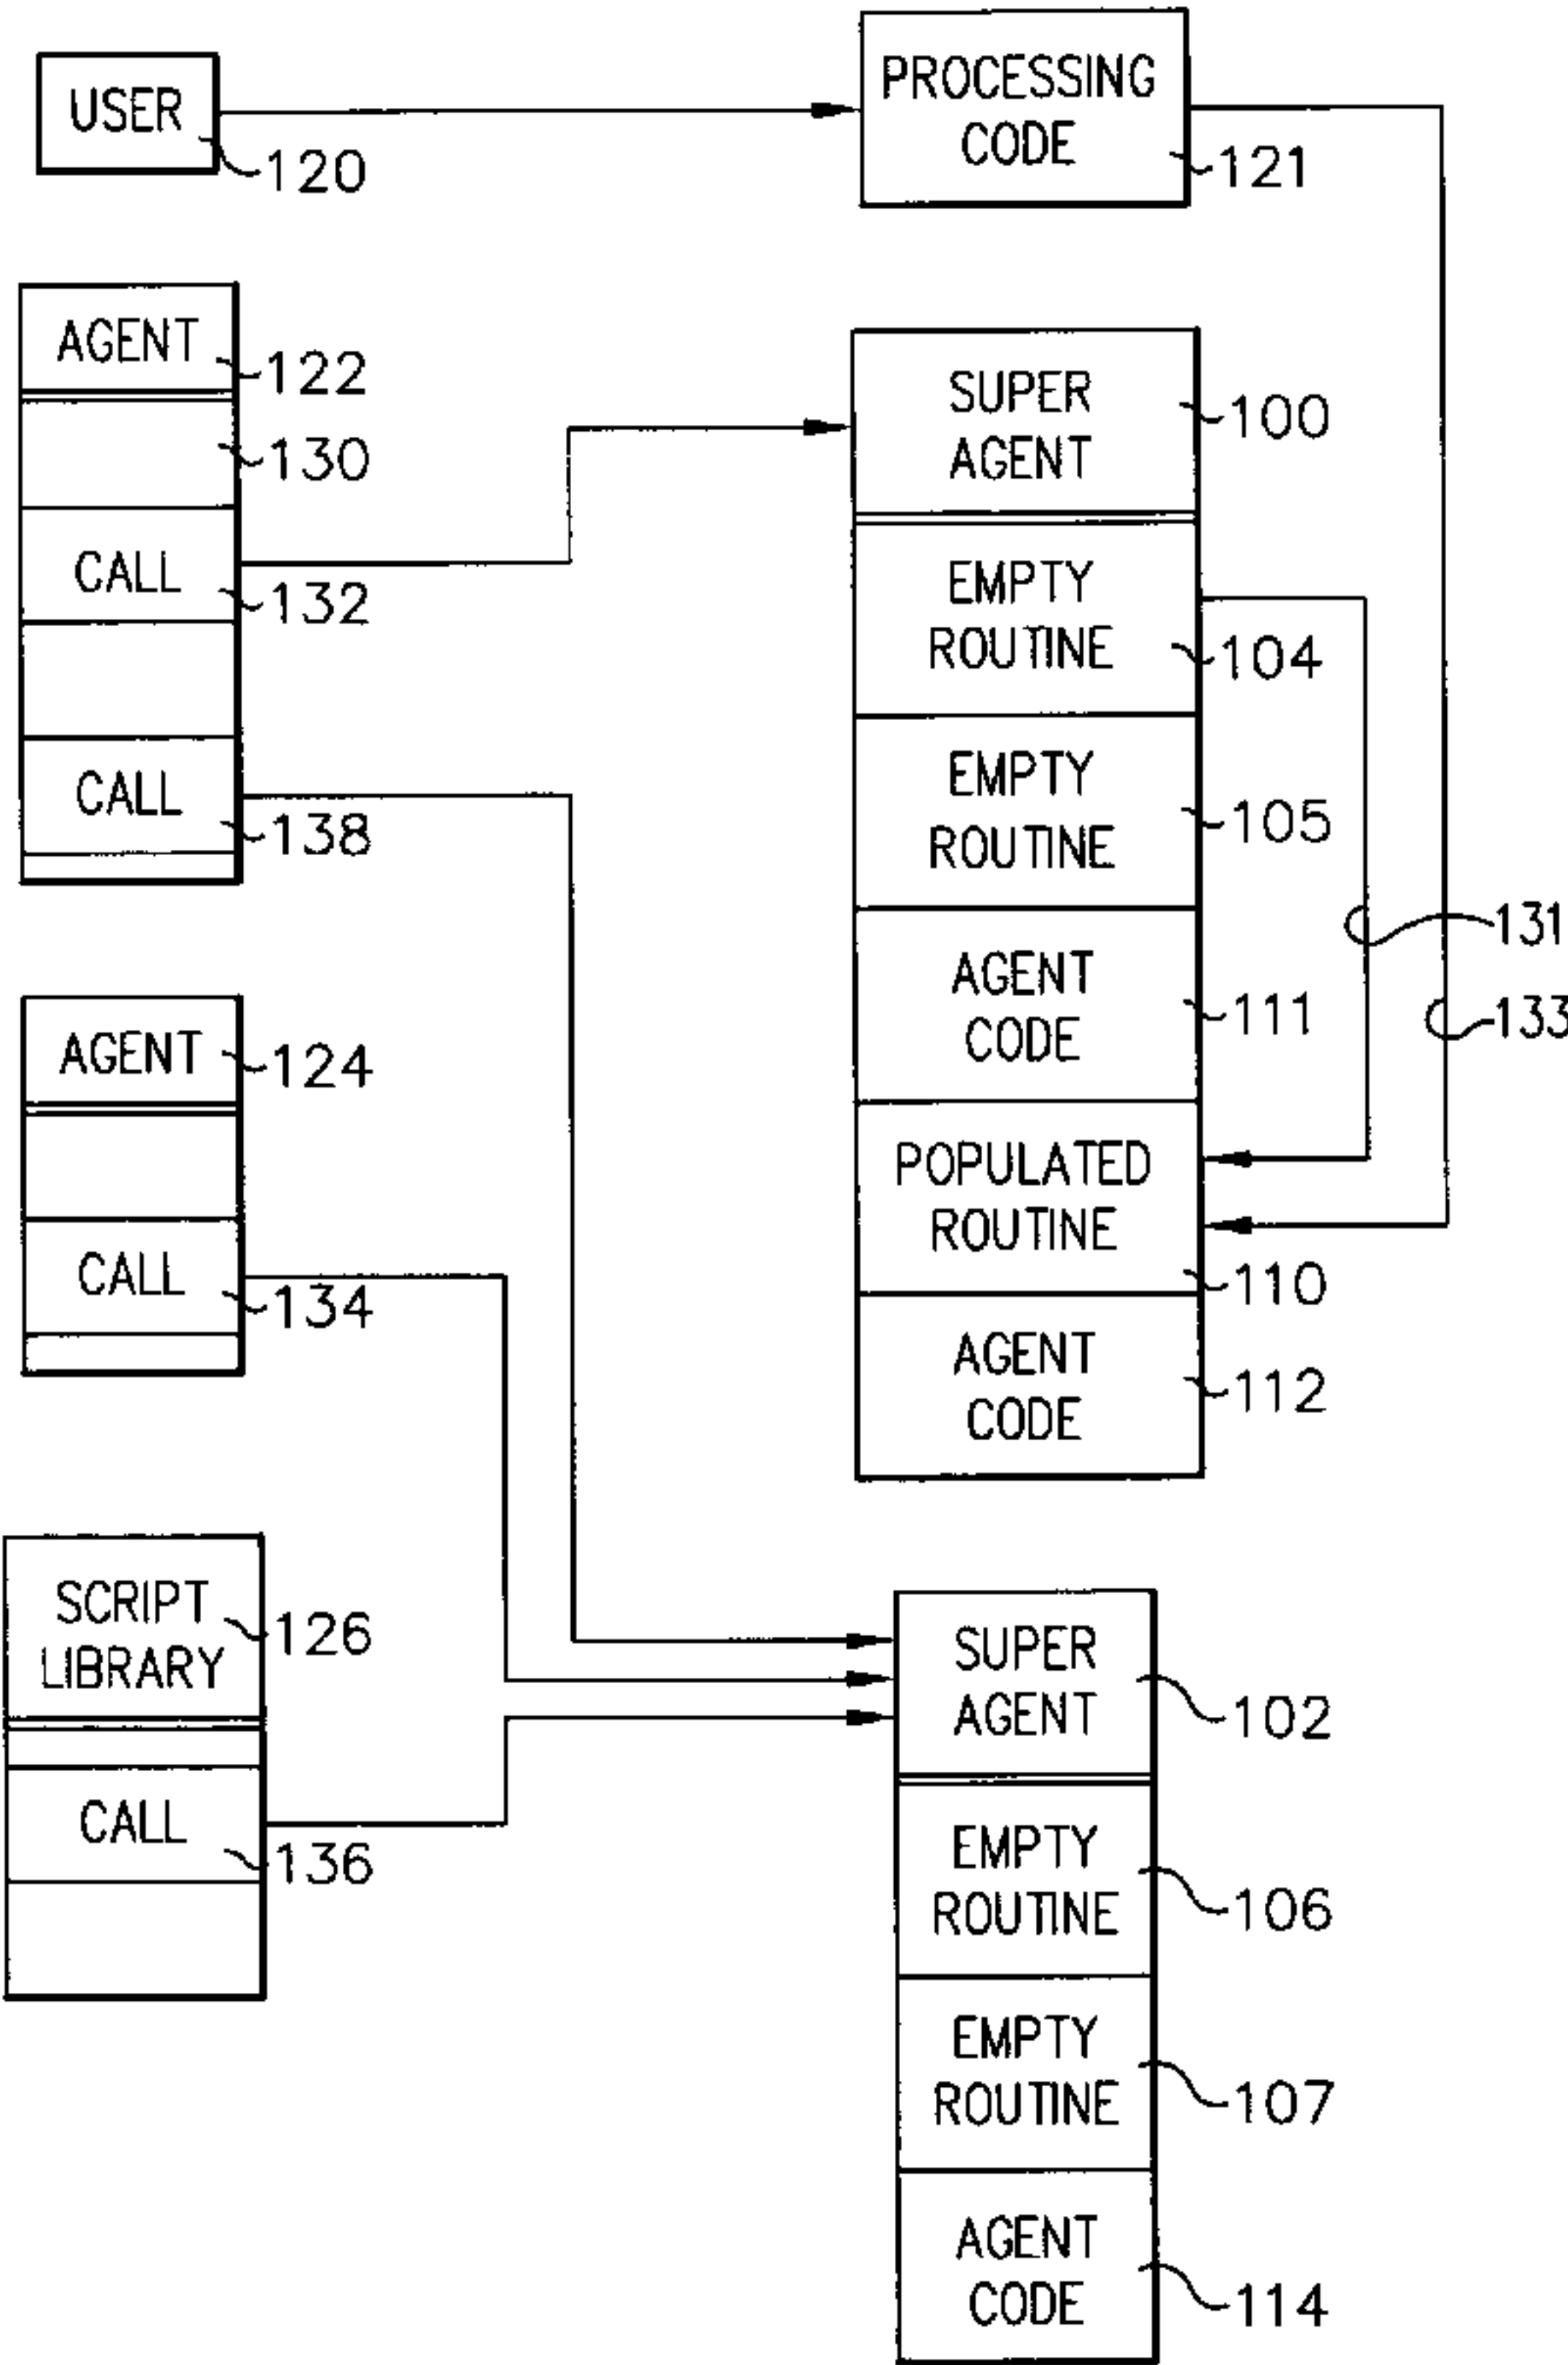 USER
120
PROCESSING
CODE
121
AGENT
122
130
CALL
132
CALL
138
SUPER
AGENT
100
EMPTY
ROUTINE
104
EMPTY
ROUTINE
105
AGENT
CODE
111
POPULATED
ROUTINE
110
AGENT
CODE
112
131
133
AGENT
124
CALL
134
SCRIPT
LIBRARY
126
CALL
136
SUPER
AGENT
102
EMPTY
ROUTINE
106
EMPTY
ROUTINE
107
AGENT
CODE
114